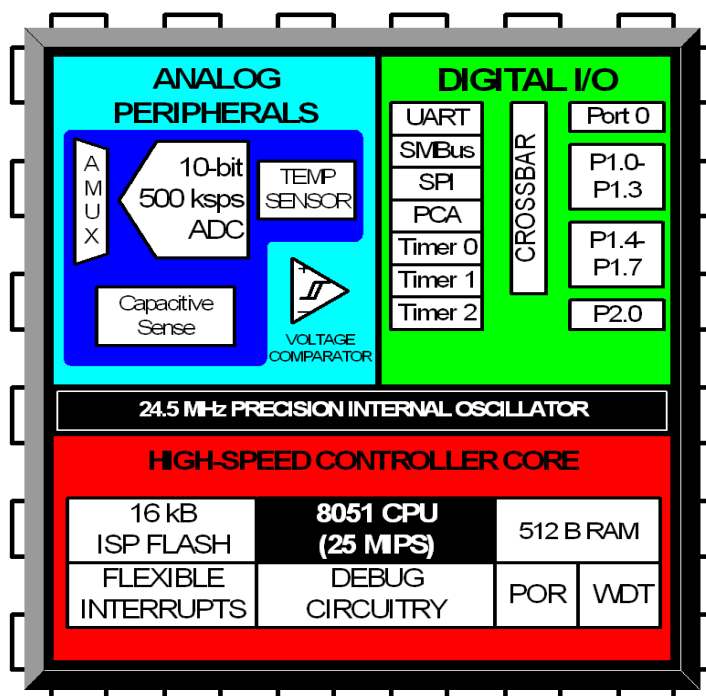 ANALOG
PERIPHERALS
AMUX
10-bit
500 ksps
ADC
TEMP
SENSOR
Capacitive
Sense
+
−
VOLTAGE
COMPARATOR
DIGITAL I/O
UART
SMBus
SPI
PCA
Timer 0
Timer 1
Timer 2
CROSSBAR
Port 0
P1.0-
P1.3
P1.4-
P1.7
P2.0
24.5 MHz PRECISION INTERNAL OSCILLATOR
HIGH-SPEED CONTROLLER CORE
16 kB
ISP FLASH
8051 CPU
(25 MIPS)
512 B RAM
FLEXIBLE
INTERRUPTS
DEBUG
CIRCUITRY
POR
WDT